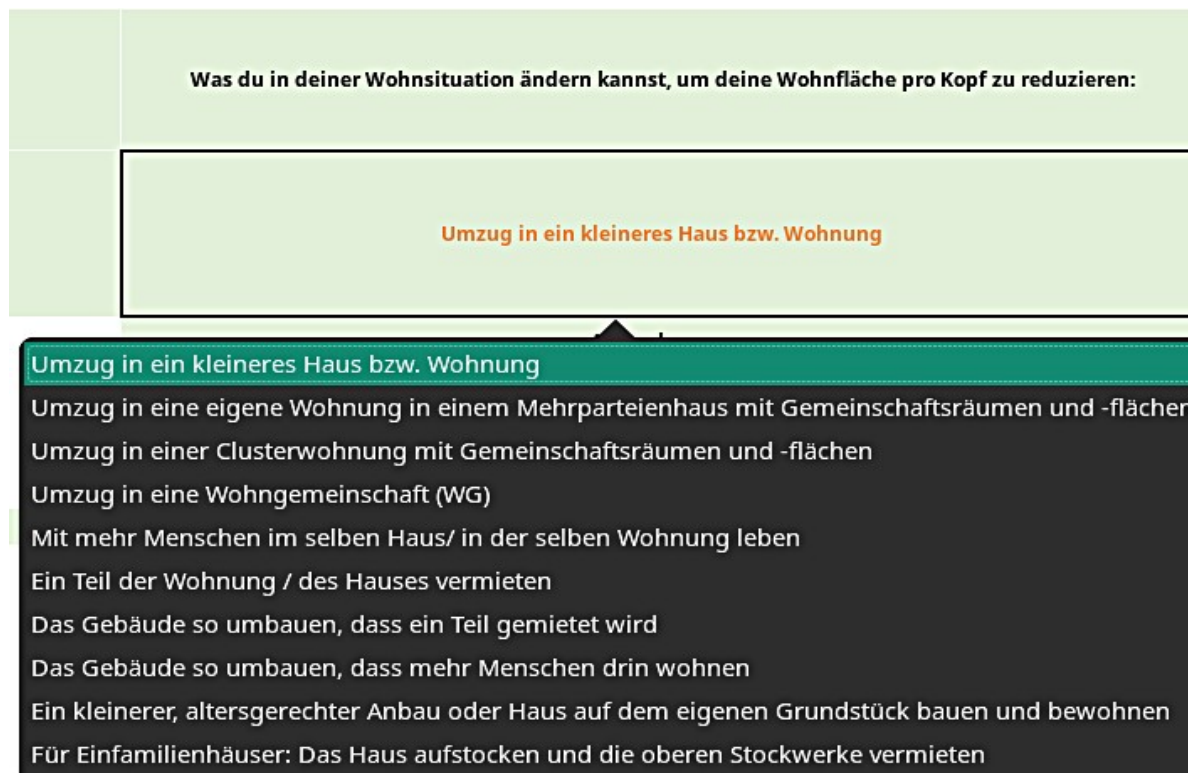 Was du in deiner Wohnsituation ändern kannst, um deine Wohnfläche pro Kopf zu reduzieren:
Umzug in ein kleineres Haus bzw. Wohnung
Umzug in ein kleineres Haus bzw. Wohnung
Umzug in eine eigene Wohnung in einem Mehrparteienhaus mit Gemeinschaftsräumen und -flächen
Umzug in einer Clusterwohnung mit Gemeinschaftsräumen und -flächen
Umzug in eine Wohngemeinschaft (WG)
Mit mehr Menschen im selben Haus/ in der selben Wohnung leben
Ein Teil der Wohnung / des Hauses vermieten
Das Gebäude so umbauen, dass ein Teil gemietet wird
Das Gebäude so umbauen, dass mehr Menschen drin wohnen
Ein kleinerer, altersgerechter Anbau oder Haus auf dem eigenen Grundstück bauen und bewohnen
Für Einfamilienhäuser: Das Haus aufstocken und die oberen Stockwerke vermieten